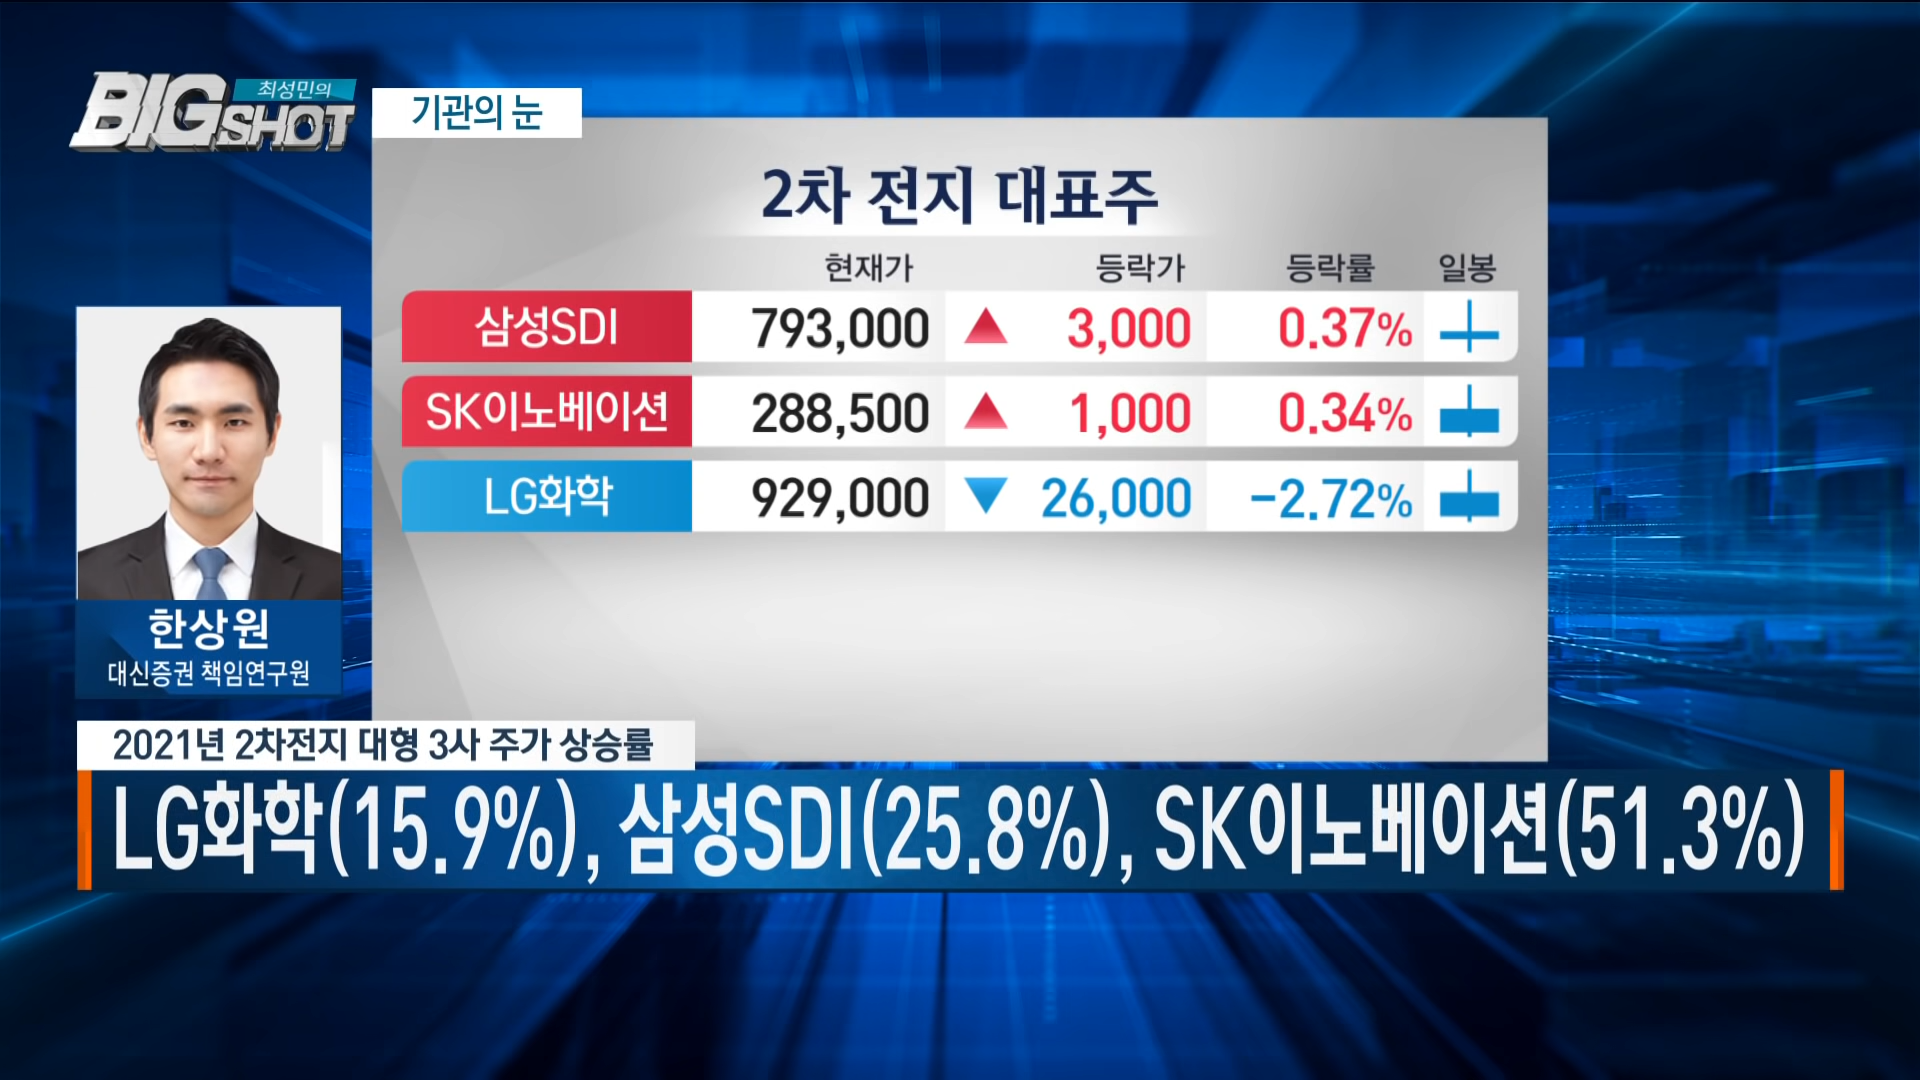 최성민의
BIG SHOT
기관의 눈
2차 전지 대표주
현재가 등락가 등락률 일봉
삼성SDI 793,000 ▲ 3,000 0.37%
SK이노베이션 288,500 ▲ 1,000 0.34%
LG화학 929,000 ▼ 26,000 -2.72%
한상원
대신증권 책임연구원
2021년 2차전지 대형 3사 주가 상승률
LG화학(15.9%), 삼성SDI(25.8%), SK이노베이션(51.3%)